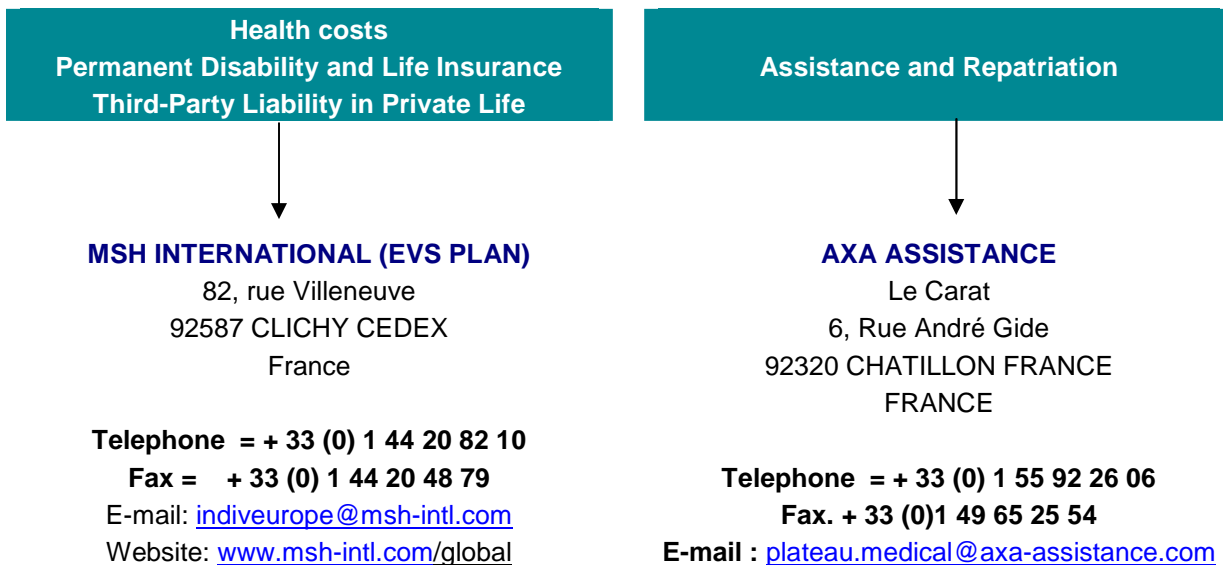 Health costs
Permanent Disability and Life Insurance
Third-Party Liability in Private Life
MSH INTERNATIONAL (EVS PLAN)
82, rue Villeneuve
92587 CLICHY CEDEX
France
Telephone = + 33 (0) 1 44 20 82 10
Fax = + 33 (0) 1 44 20 48 79
E-mail: indiveurope@msh-intl.com
Website: www.msh-intl.com/global
Assistance and Repatriation
AXA ASSISTANCE
Le Carat
6, Rue André Gide
92320 CHATILLON FRANCE
FRANCE
Telephone = + 33 (0) 1 55 92 26 06
Fax. + 33 (0)1 49 65 25 54
E-mail : plateau.medical@axa-assistance.com